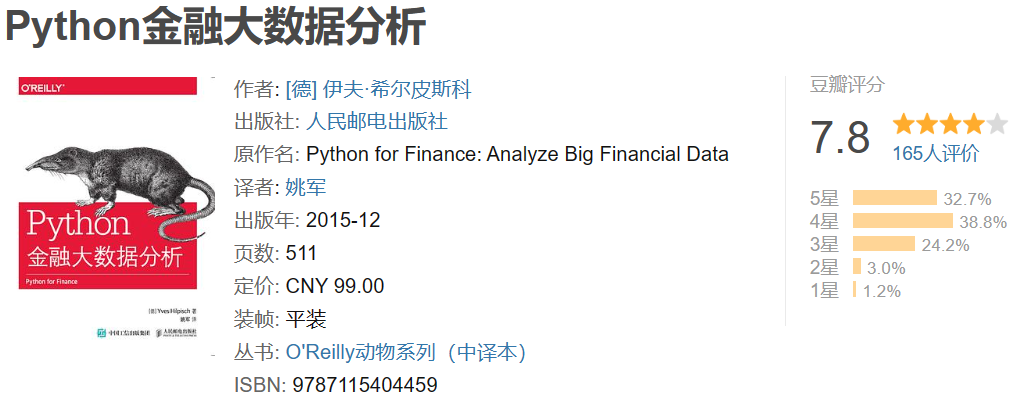 Python金融大数据分析
O'REILLY
Python
金融大数据分析
Python for Finance
[德] Yves Hilpisch 著
姚军 译
中国工信出版集团 人民邮电出版社
作者: [德] 伊夫·希尔皮斯科
出版社: 人民邮电出版社
原作名: Python for Finance: Analyze Big Financial Data
译者: 姚军
出版年: 2015-12
页数: 511
定价: CNY 99.00
装帧: 平装
丛书: O'Reilly动物系列（中译本）
ISBN: 9787115404459
豆瓣评分
7.8
165人评价
5星 32.7%
4星 38.8%
3星 24.2%
2星 3.0%
1星 1.2%